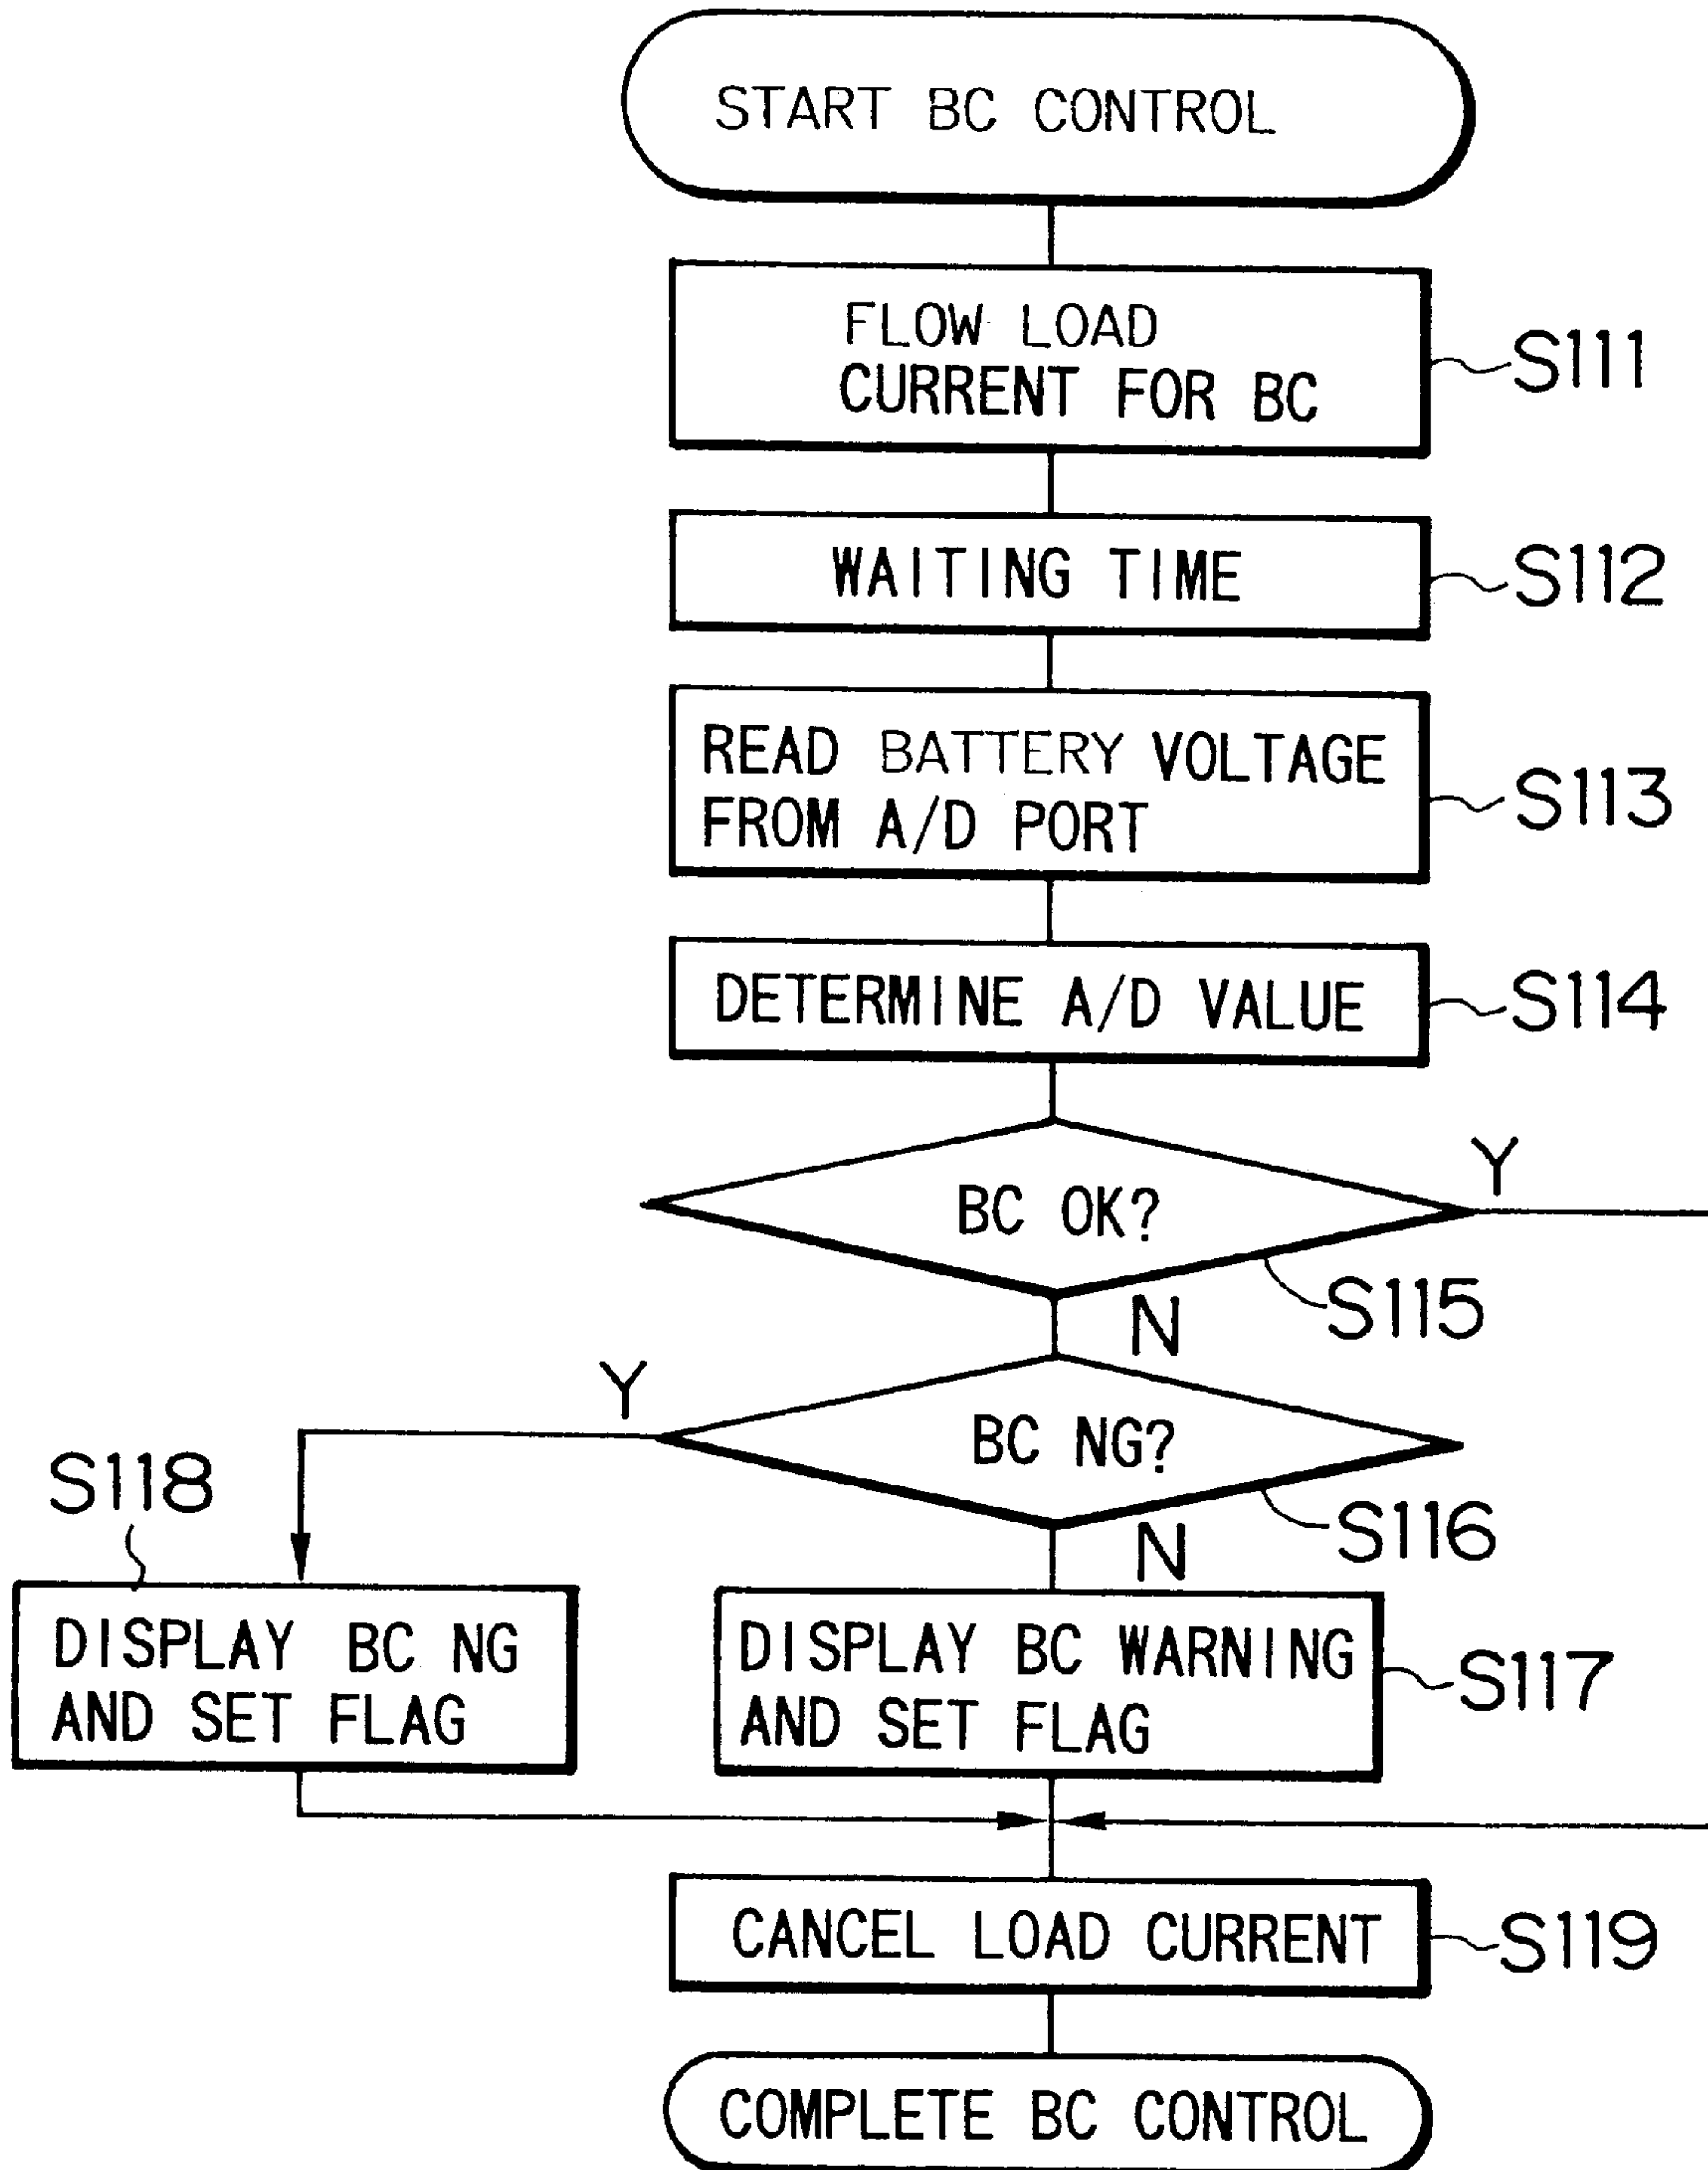 START BC CONTROL
FLOW LOAD
CURRENT FOR BC
S111
WAITING TIME
S112
READ BATTERY VOLTAGE
FROM A/D PORT
S113
DETERMINE A/D VALUE
S114
BC OK?
Y
S115
N
BC NG?
Y
S116
N
S118
DISPLAY BC NG
AND SET FLAG
DISPLAY BC WARNING
AND SET FLAG
S117
CANCEL LOAD CURRENT
S119
COMPLETE BC CONTROL